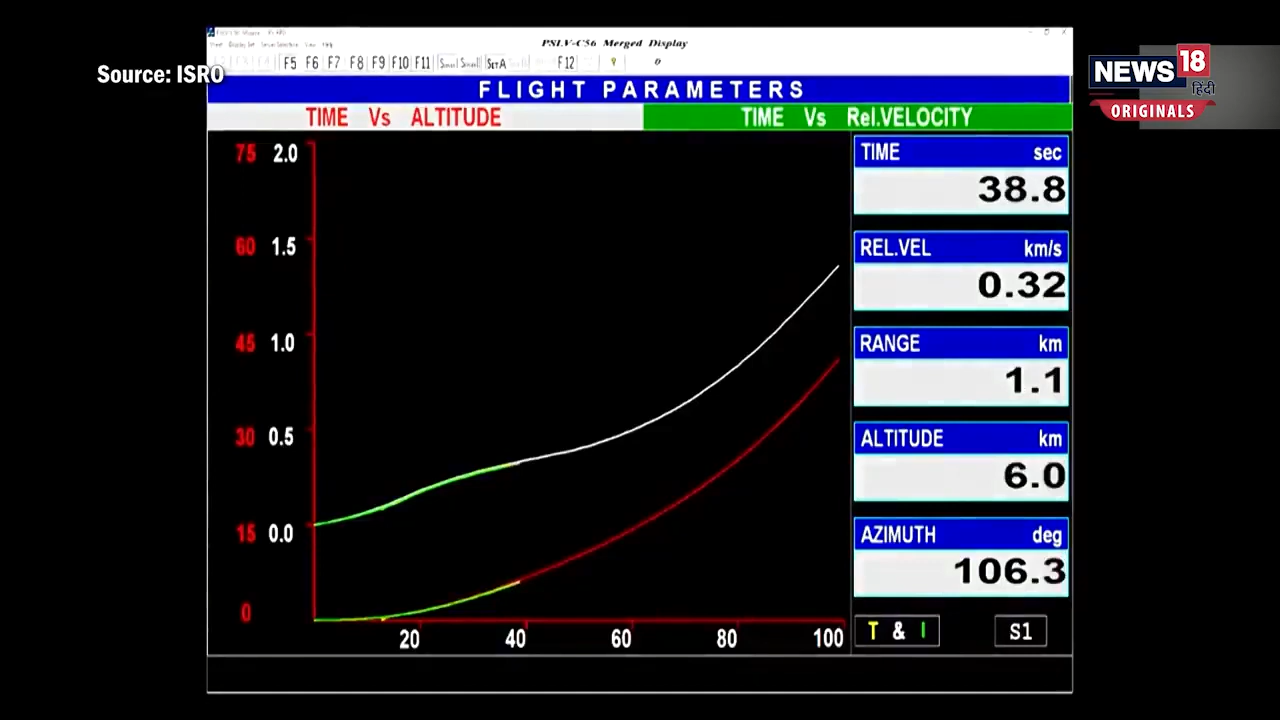 PSLV-C56 Merged Display
F5 F6 F7 F8 F9 F10 F11 SetA F12
Source: ISRO
NEWS 18
हिंदी
ORIGINALS
FLIGHT PARAMETERS
TIME Vs ALTITUDE
TIME Vs Rel.VELOCITY
75 2.0
60 1.5
45 1.0
30 0.5
15 0.0
0
20 40 60 80 100
TIME sec
38.8
REL.VEL km/s
0.32
RANGE km
1.1
ALTITUDE km
6.0
AZIMUTH deg
106.3
T & I S1